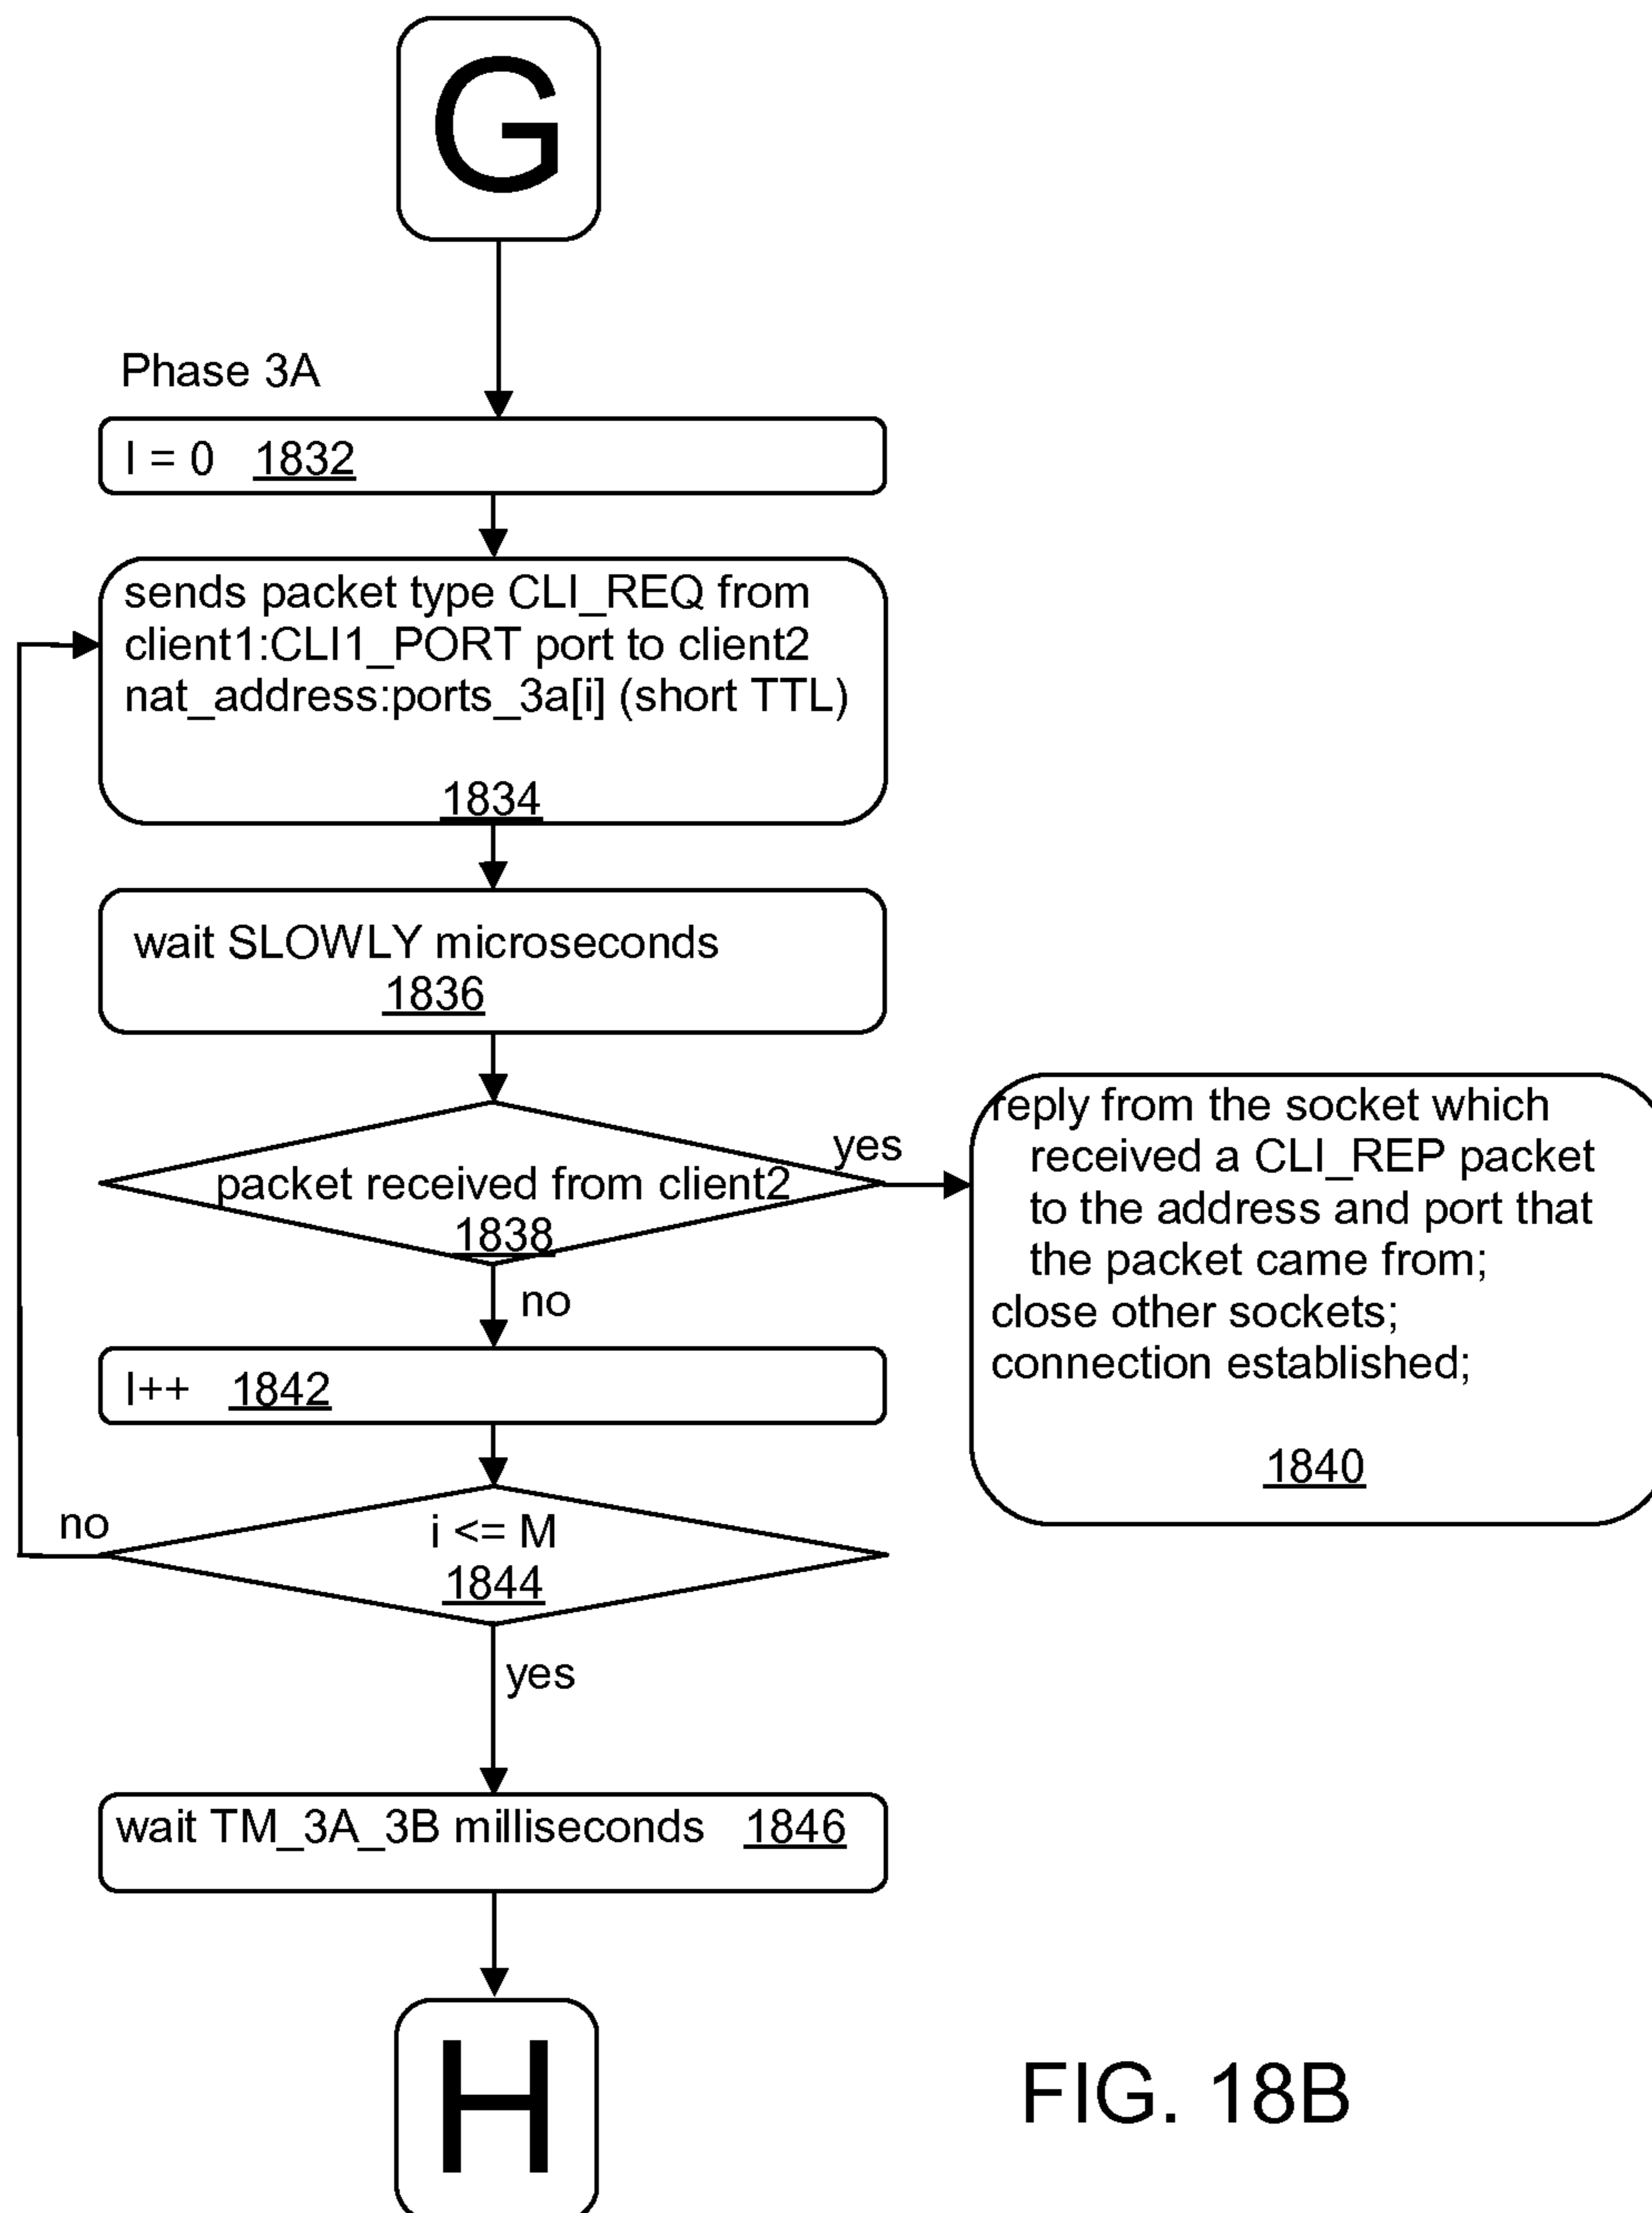 G
Phase 3A
I = 0 1832
sends packet type CLI_REQ from
client1:CLI1_PORT port to client2
nat_address:ports_3a[i] (short TTL)
1834
wait SLOWLY microseconds
1836
packet received from client2
1838
yes
reply from the socket which
received a CLI_REP packet
to the address and port that
the packet came from;
close other sockets;
connection established;
1840
no
I++ 1842
i <= M
1844
no
yes
wait TM_3A_3B milliseconds 1846
H
FIG. 18B